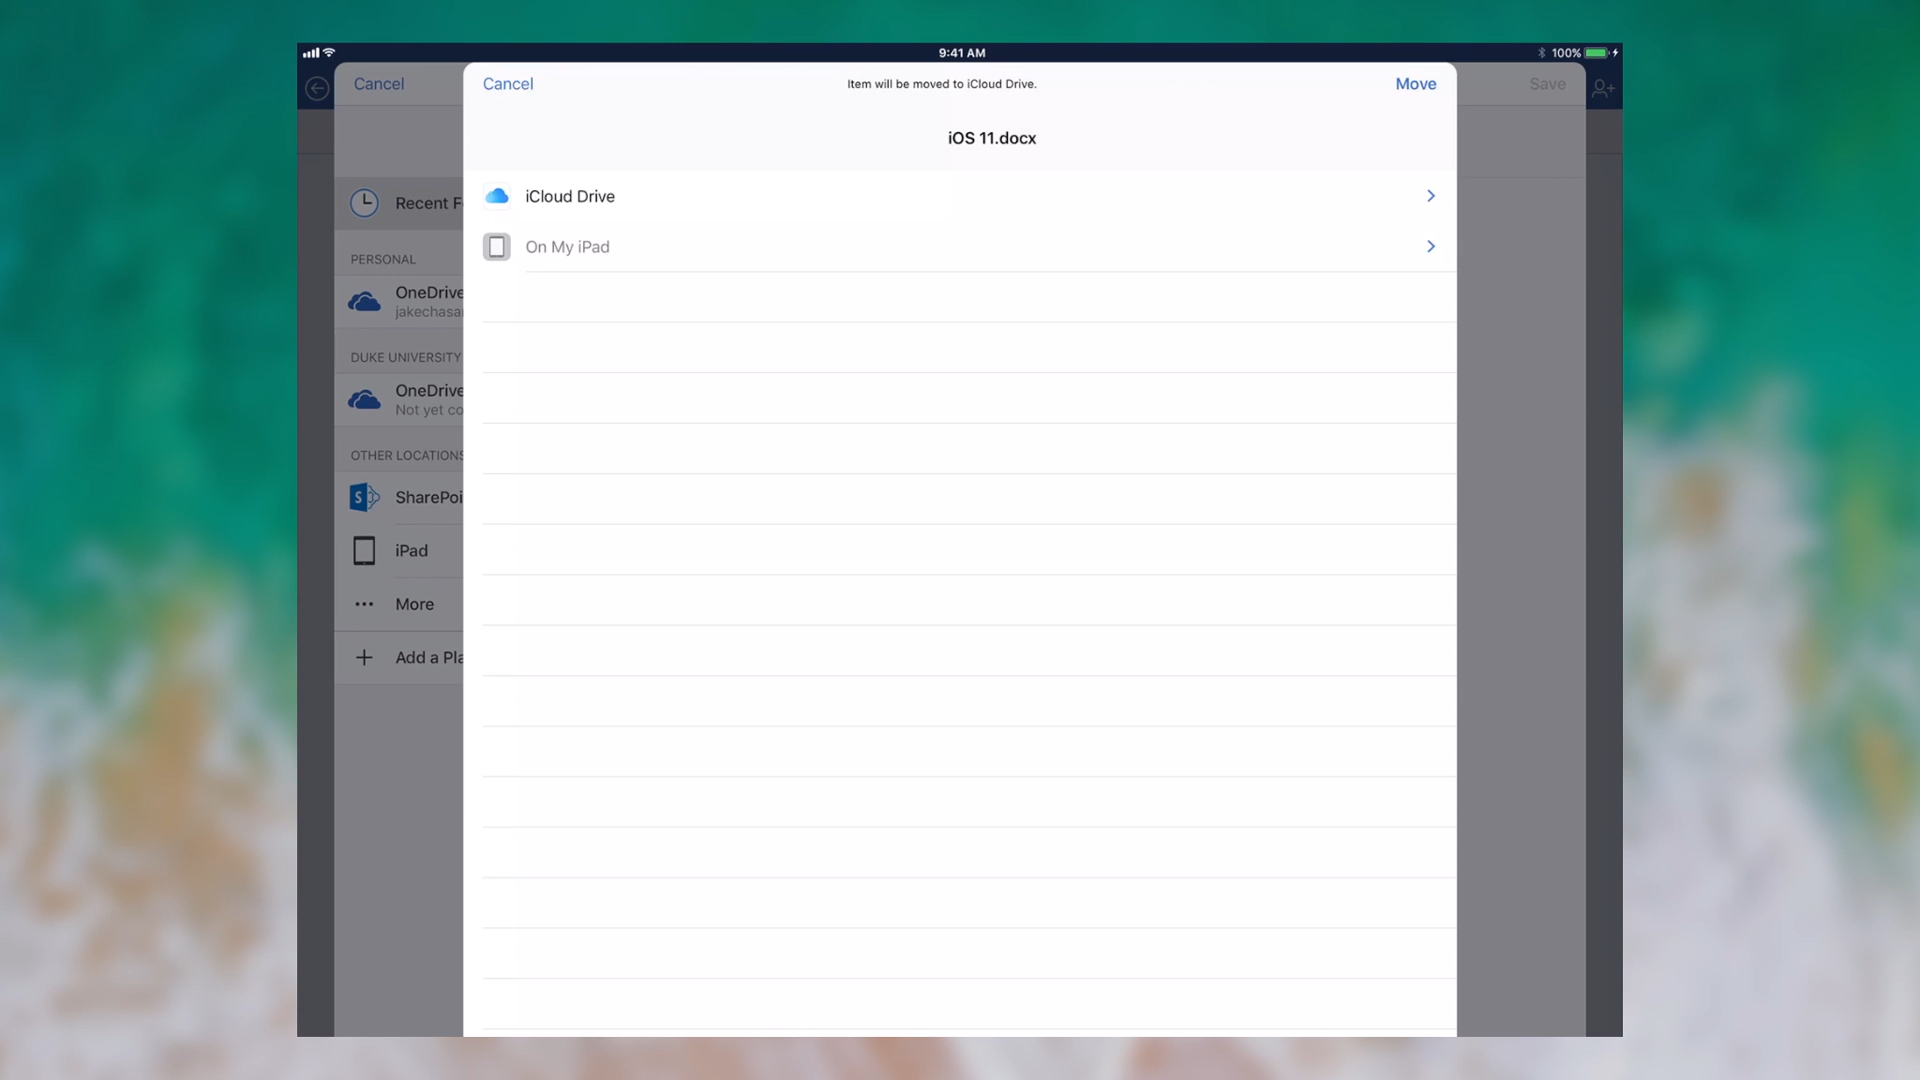 9:41 AM
100%
Cancel
Cancel
Item will be moved to iCloud Drive.
Move
Save
iOS 11.docx
iCloud Drive
On My iPad
Recent F
PERSONAL
OneDrive
jakechasa
DUKE UNIVERSITY
OneDrive
Not yet co
OTHER LOCATIONS
S
SharePoi
iPad
More
Add a Pla